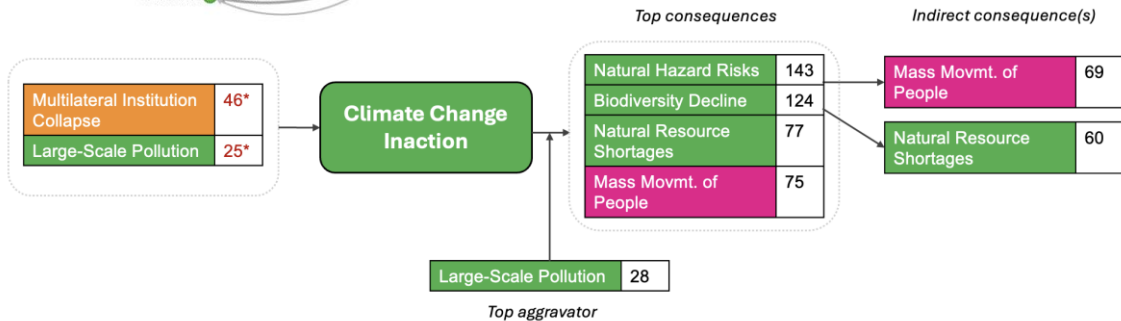 Top consequences
Indirect consequence(s)
Multilateral Institution
Collapse
46*
Large-Scale Pollution
25*
Climate Change
Inaction
Natural Hazard Risks
143
Biodiversity Decline
124
Natural Resource
Shortages
77
Mass Movmt. of
People
75
Mass Movmt. of
People
69
Natural Resource
Shortages
60
Large-Scale Pollution
28
Top aggravator